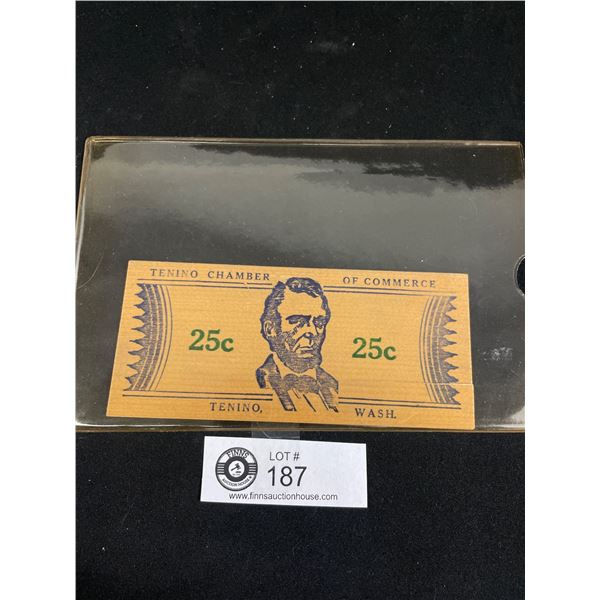 TENINO CHAMBER OF COMMERCE
25c 25c
TENINO, WASH.
FINNS
AUCTION HOUSE
LOT #
187
www.finnsauctionhouse.com